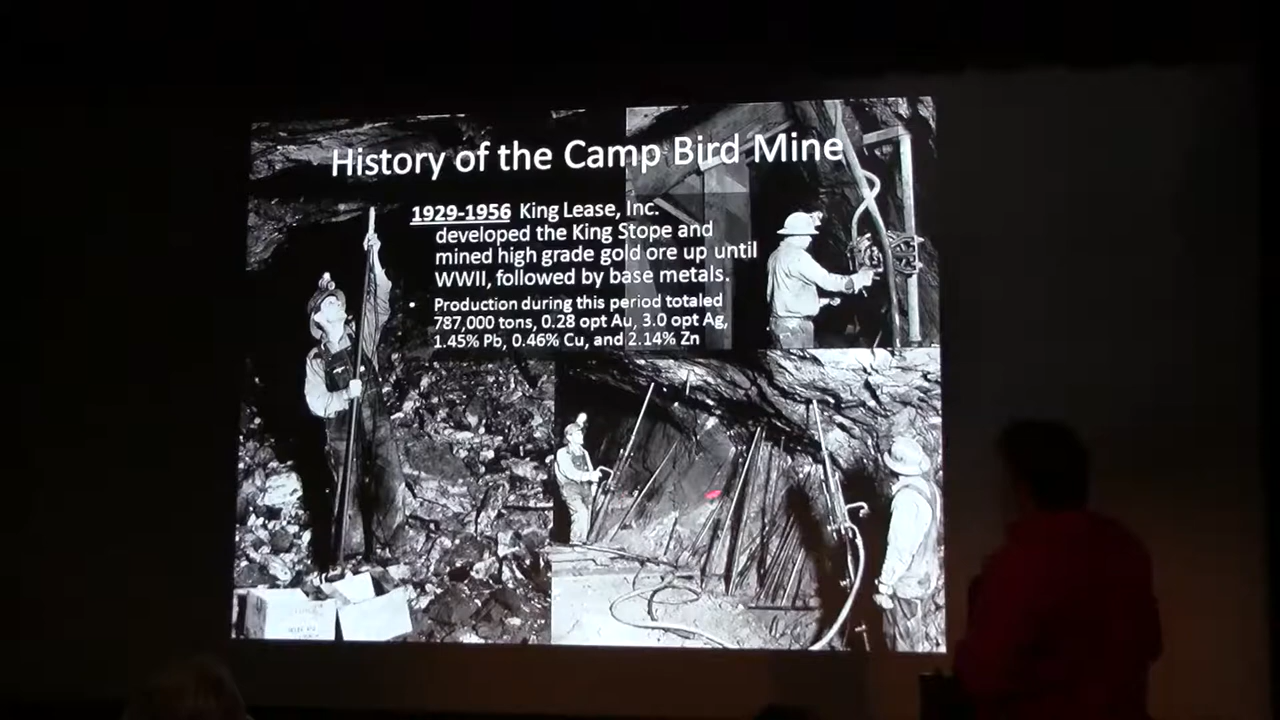 History of the Camp Bird Mine
1929-1956 King Lease, Inc.
developed the King Stope and
mined high grade gold ore up until
WWII, followed by base metals.
• Production during this period totaled
787,000 tons, 0.28 opt Au, 3.0 opt Ag,
1.45% Pb, 0.46% Cu, and 2.14% Zn